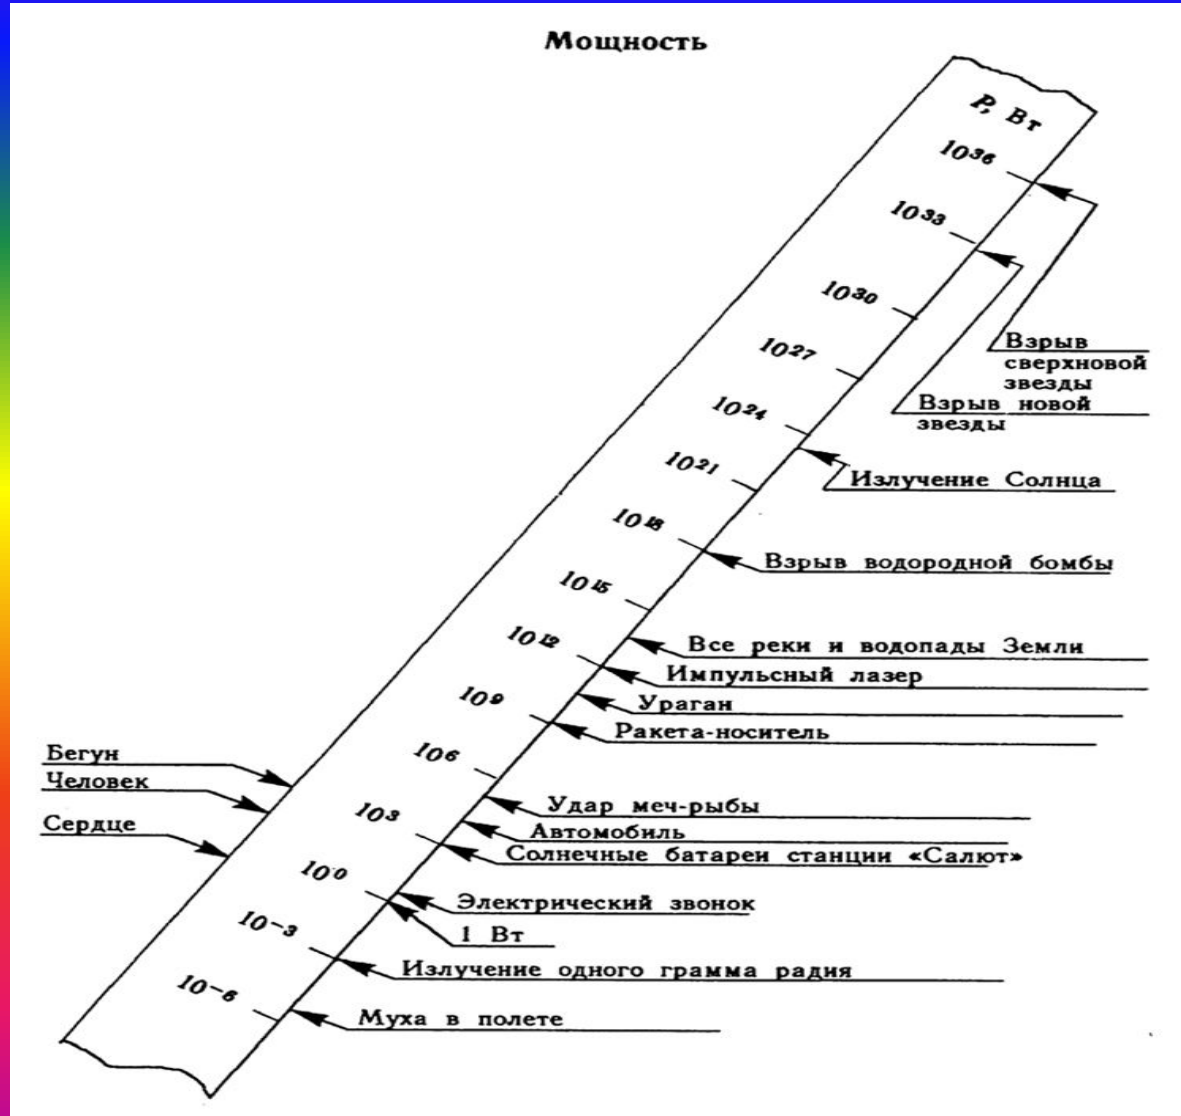 Мощность
P, Вт
10³⁶
10³³
10³⁰
10²⁷
10²⁴
10²¹
10¹⁸
10¹⁵
10¹²
10⁹
10⁶
10³
10⁰
10⁻³
10⁻⁶
Взрыв
сверхновой
звезды
Взрыв новой
звезды
Излучение Солнца
Взрыв водородной бомбы
Все реки и водопады Земли
Импульсный лазер
Ураган
Ракета-носитель
Удар меч-рыбы
Автомобиль
Солнечные батареи станции «Салют»
Электрический звонок
1 Вт
Излучение одного грамма радия
Муха в полете
Бегун
Человек
Сердце